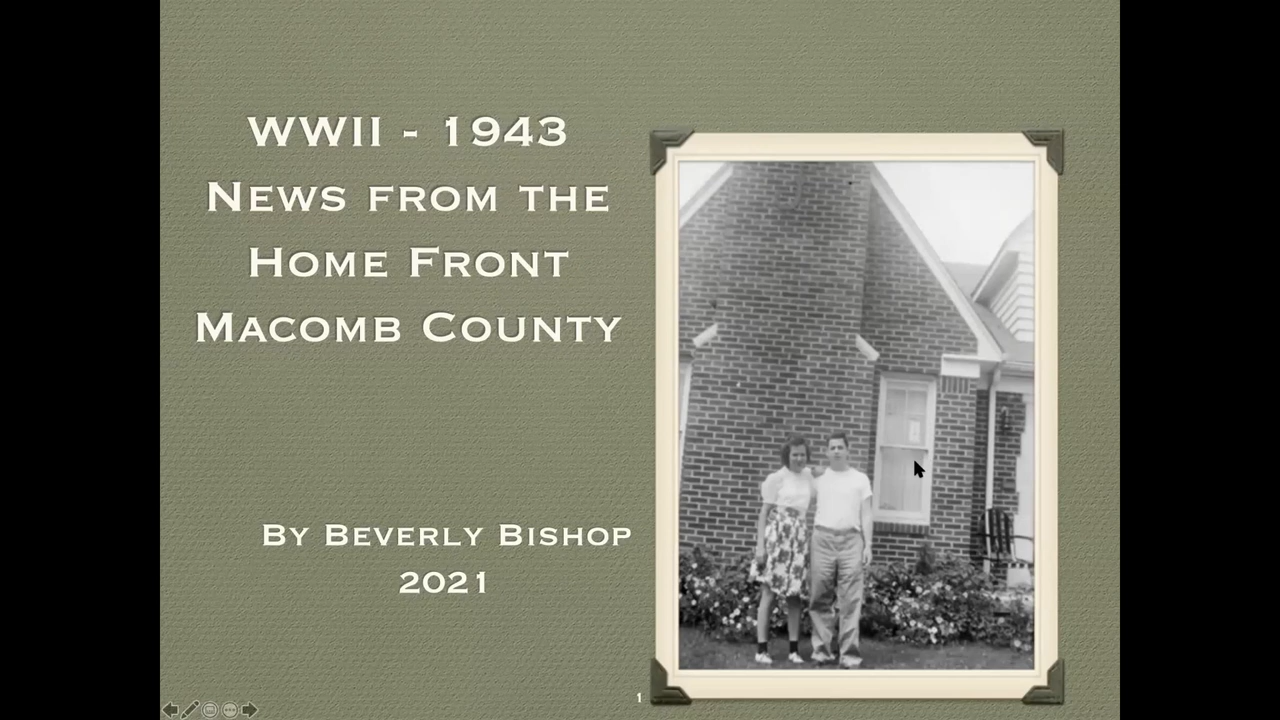 WWII - 1943
News from the
Home Front
Macomb County
By Beverly Bishop
2021
1